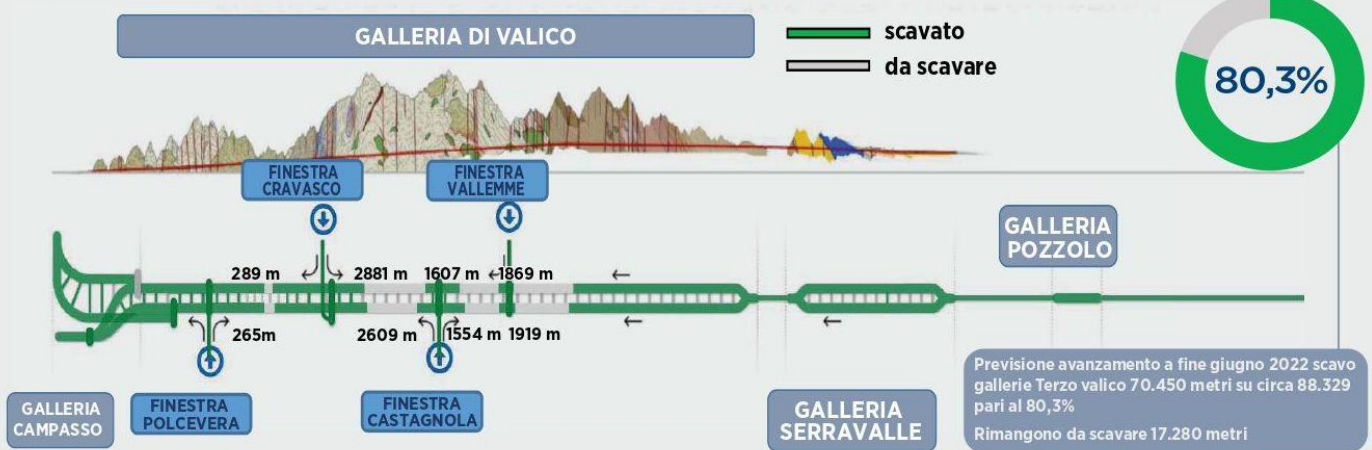 GALLERIA DI VALICO
scavato
da scavare
80,3%
FINESTRA
CRAVASCO
FINESTRA
VALLEMME
GALLERIA
POZZOLO
289 m
2881 m
1607 m
1869 m
265m
2609 m
1554 m
1919 m
GALLERIA
CAMPASSO
FINESTRA
POLCEVERA
FINESTRA
CASTAGNOLA
GALLERIA
SERRAVALLE
Previsione avanzamento a fine giugno 2022 scavo
gallerie Terzo valico 70.450 metri su circa 88.329
pari al 80,3%
Rimangono da scavare 17.280 metri